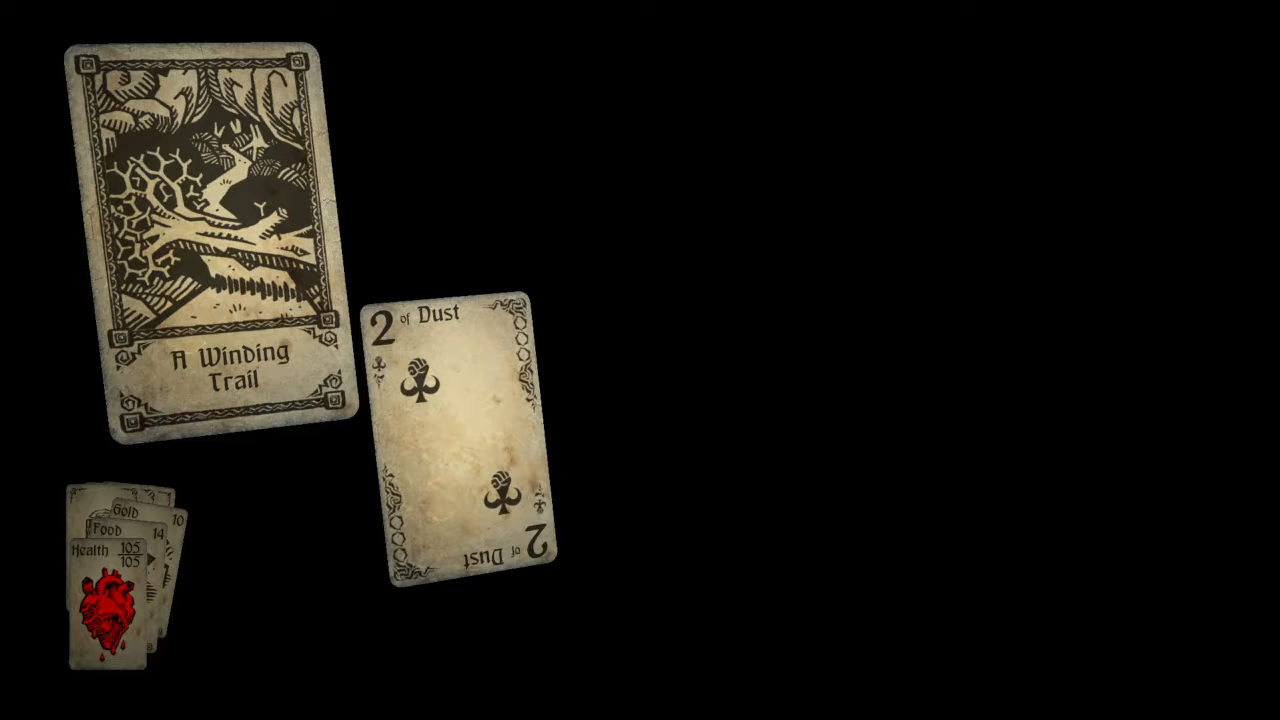 A Winding
Trail
2 of Dust
2 of Dust
Gold 10
Food 14
Health 105
105